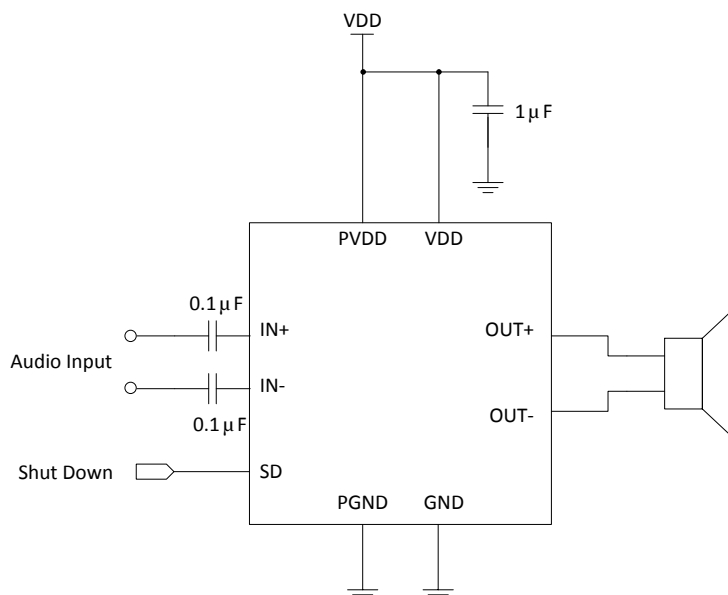 VDD
1μF
PVDD
VDD
0.1μF
IN+
OUT+
Audio Input
IN-
OUT-
0.1μF
Shut Down
SD
PGND
GND